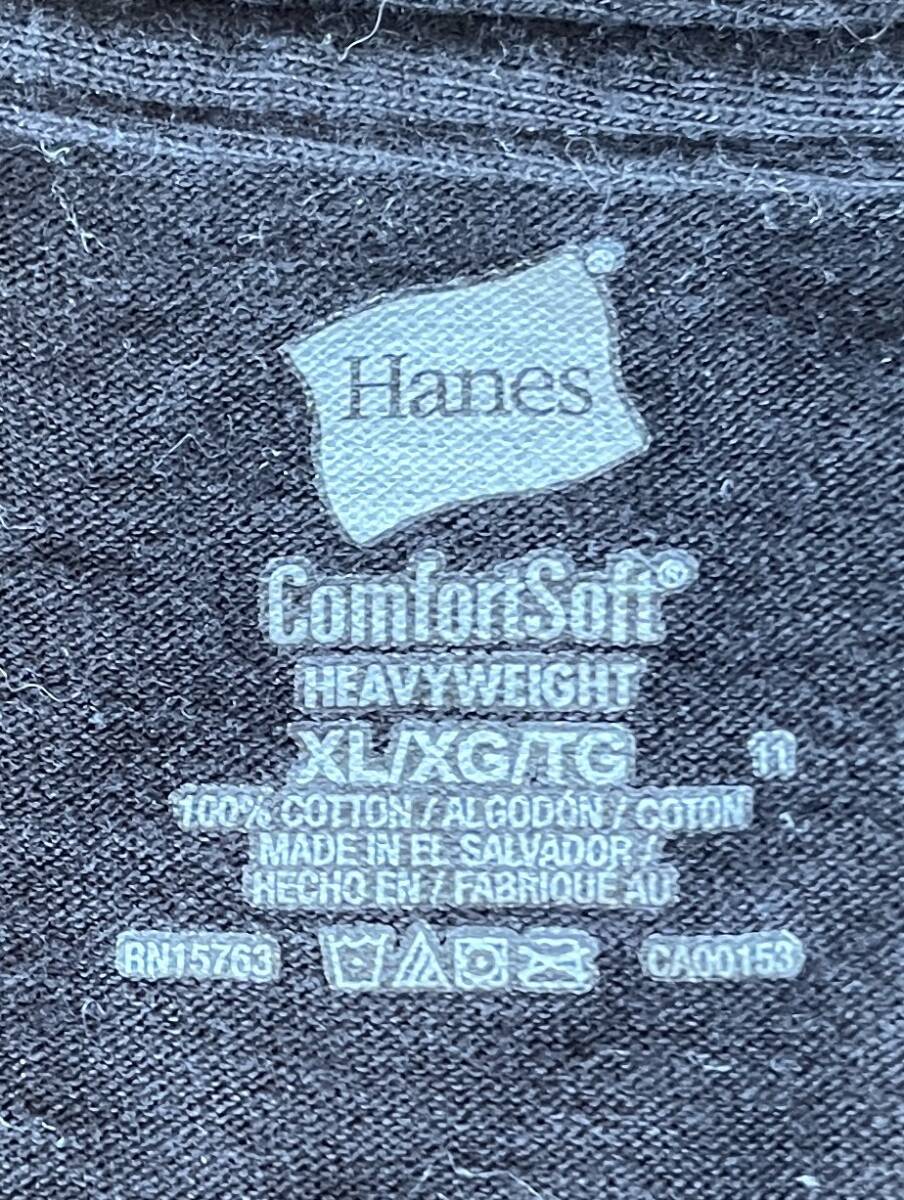 Hanes®
ComfortSoft®
HEAVYWEIGHT
XL/XG/TG 11
100% COTTON / ALGODÓN / COTON
MADE IN EL SALVADOR /
HECHO EN / FABRIQUÉ AU
RN15763 CA00153